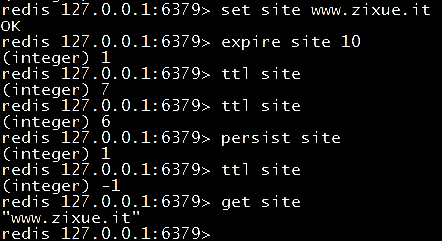 redis 127.0.0.1:6379> set site www.zixue.it
OK
redis 127.0.0.1:6379> expire site 10
(integer) 1
redis 127.0.0.1:6379> ttl site
(integer) 7
redis 127.0.0.1:6379> ttl site
(integer) 6
redis 127.0.0.1:6379> persist site
(integer) 1
redis 127.0.0.1:6379> ttl site
(integer) -1
redis 127.0.0.1:6379> get site
"www.zixue.it"
redis 127.0.0.1:6379>